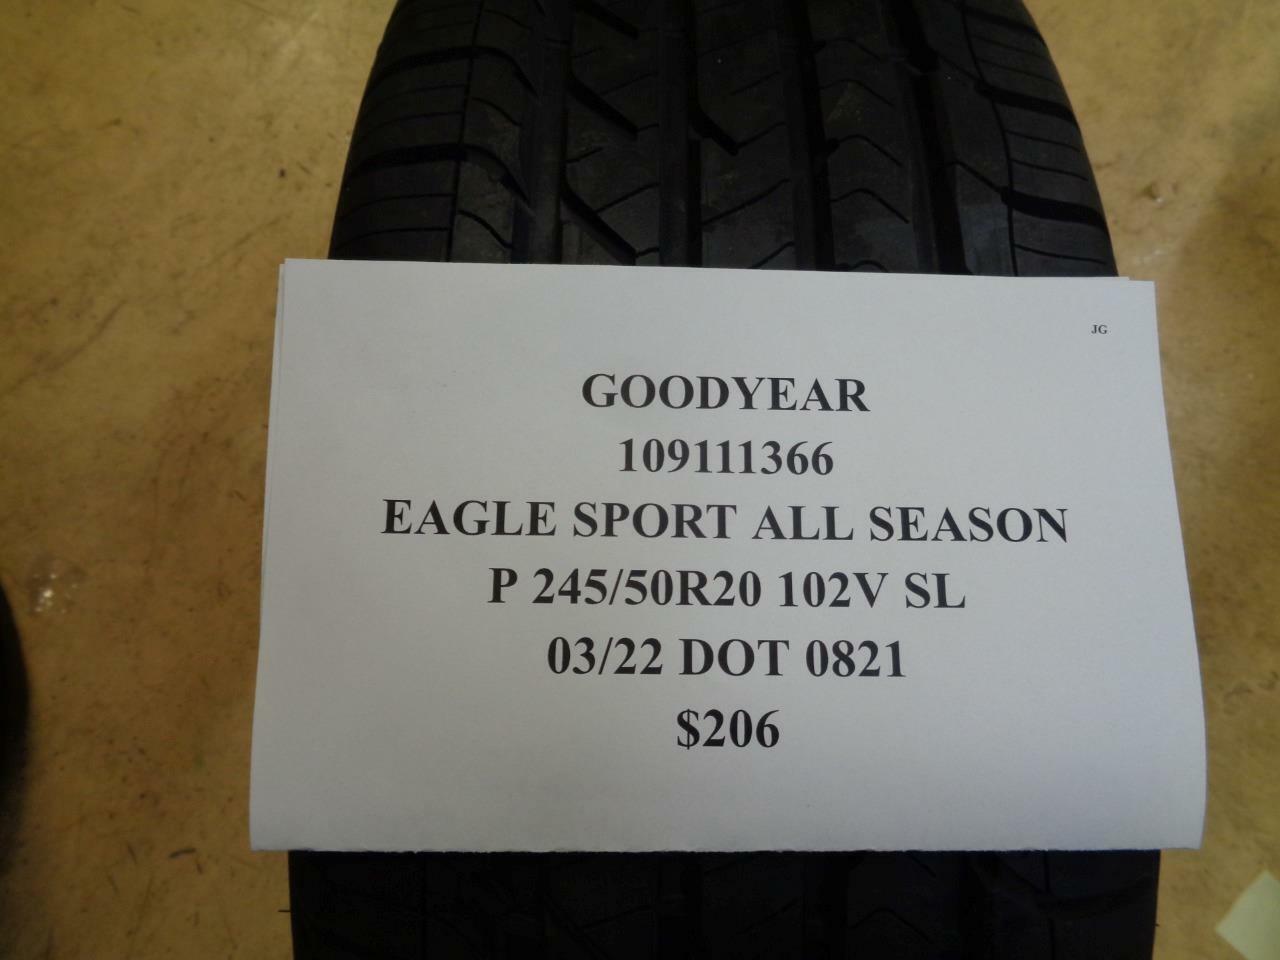 JG
GOODYEAR
109111366
EAGLE SPORT ALL SEASON
P 245/50R20 102V SL
03/22 DOT 0821
$206